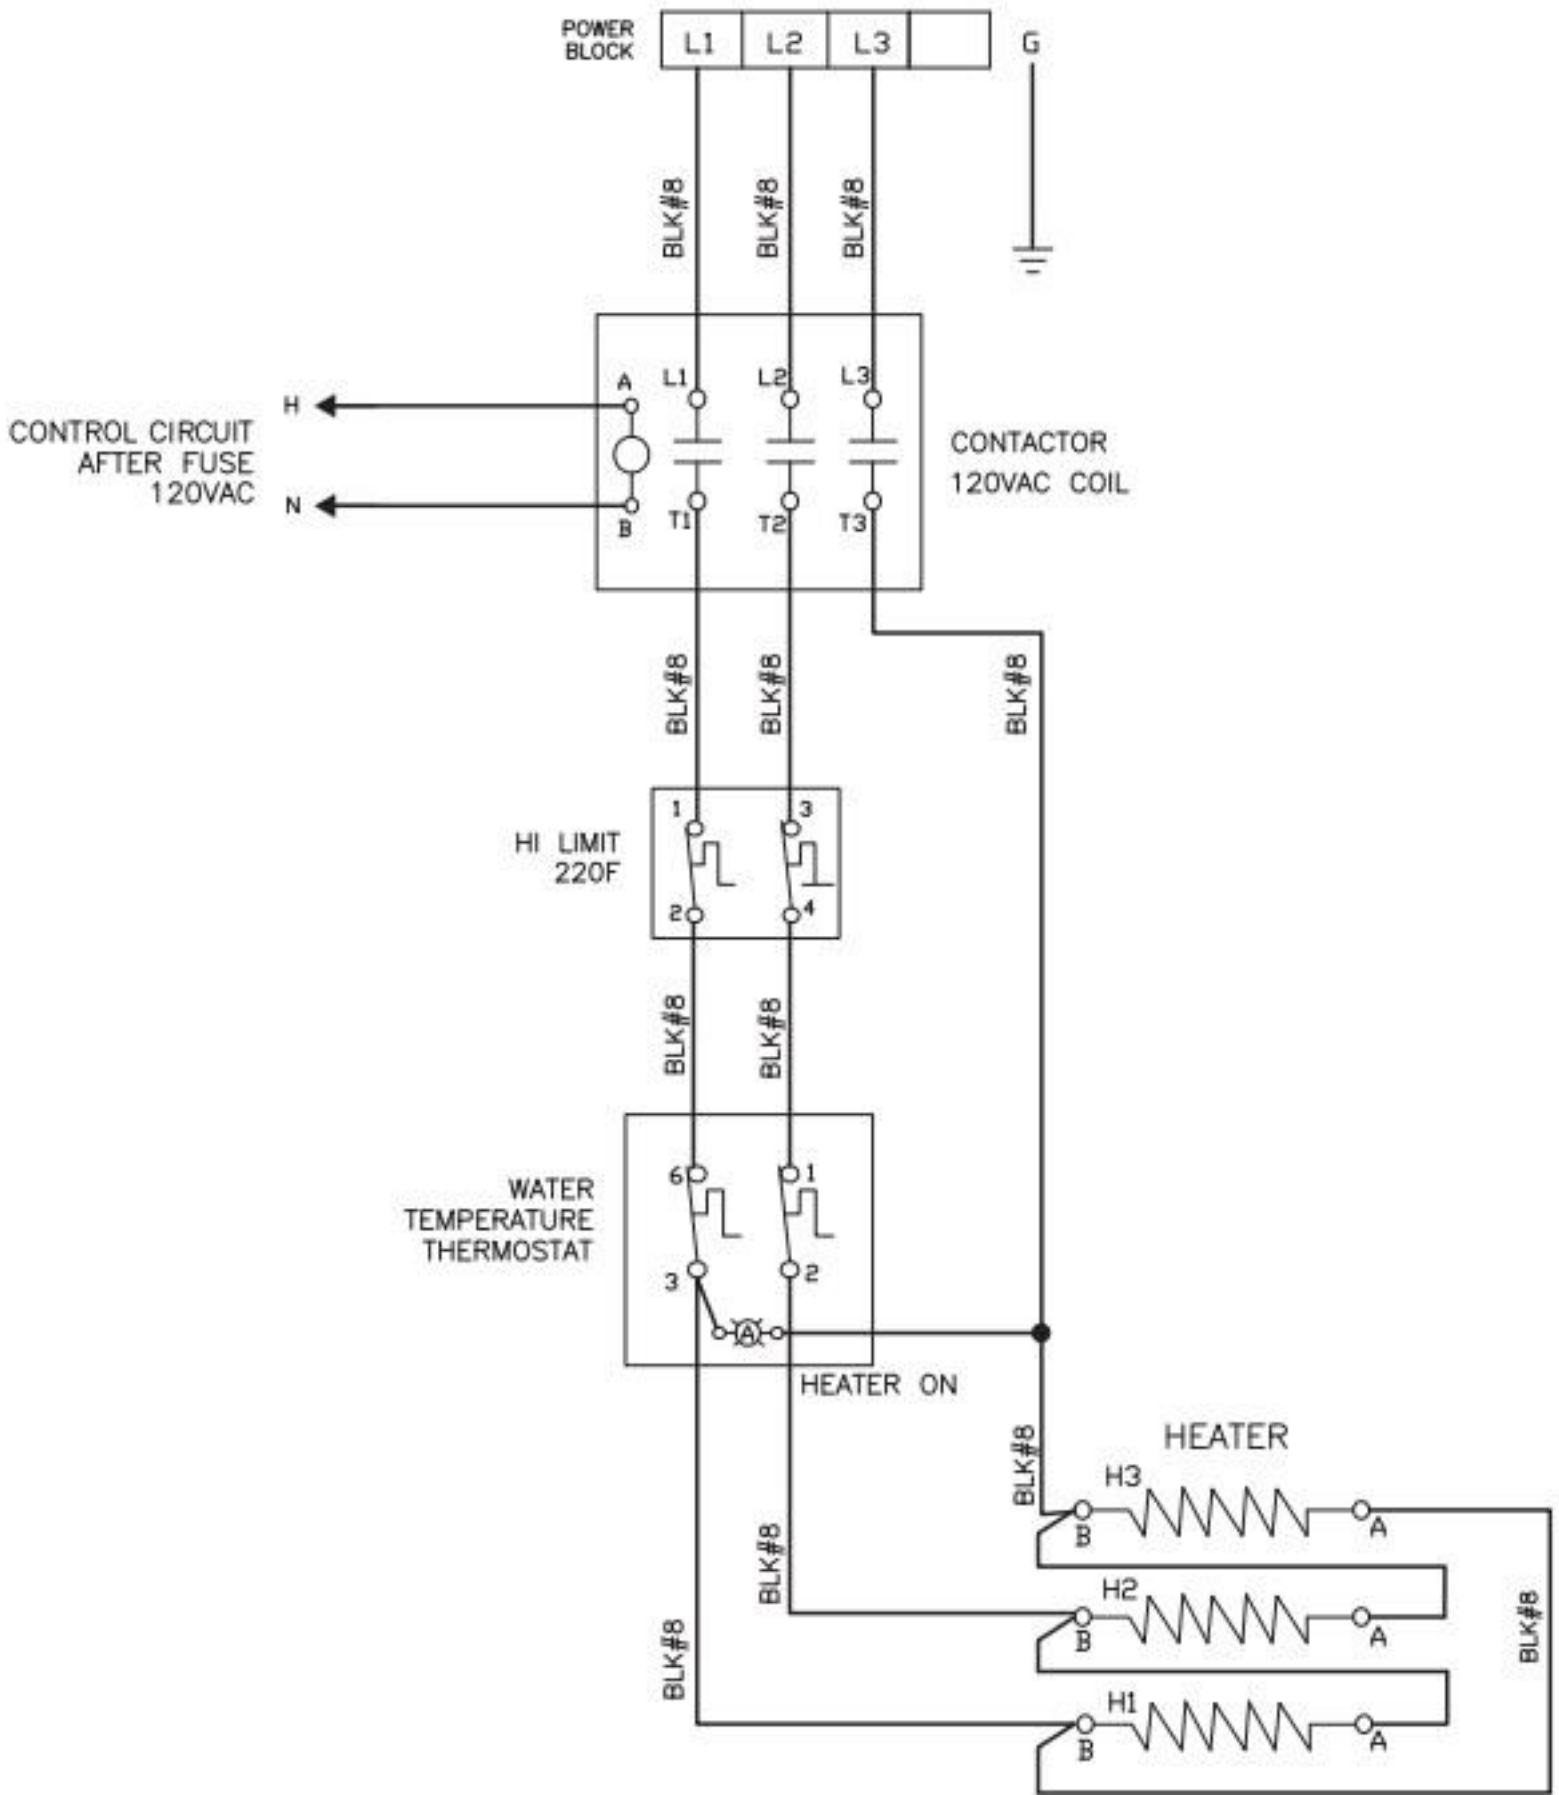 POWER
BLOCK
L1 L2 L3
G
BLK#8 BLK#8 BLK#8
A L1 L2 L3
H
CONTROL CIRCUIT
AFTER FUSE
120VAC
N
CONTACTOR
120VAC COIL
B T1 T2 T3
BLK#8 BLK#8 BLK#8
1 3
HI LIMIT
220F
2 4
BLK#8 BLK#8
6 1
WATER
TEMPERATURE
THERMOSTAT
3 2
A
HEATER ON
HEATER
BLK#8
H3
B A
BLK#8
H2
B A
BLK#8
BLK#8
H1
B A